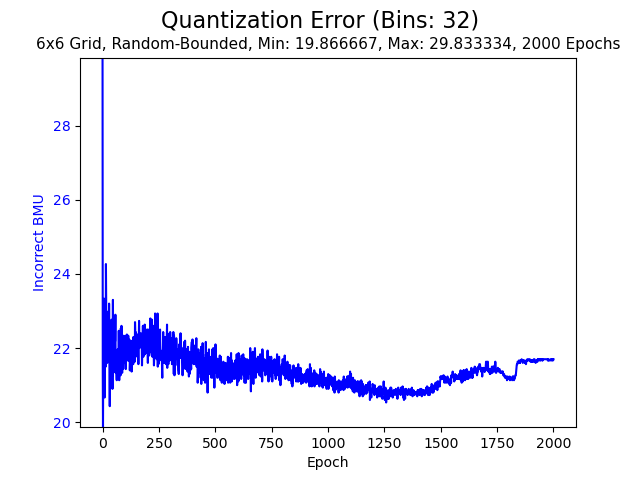 Quantization Error (Bins: 32)
6x6 Grid, Random-Bounded, Min: 19.866667, Max: 29.833334, 2000 Epochs
28
26
24
22
20
Incorrect BMU
0 250 500 750 1000 1250 1500 1750 2000
Epoch